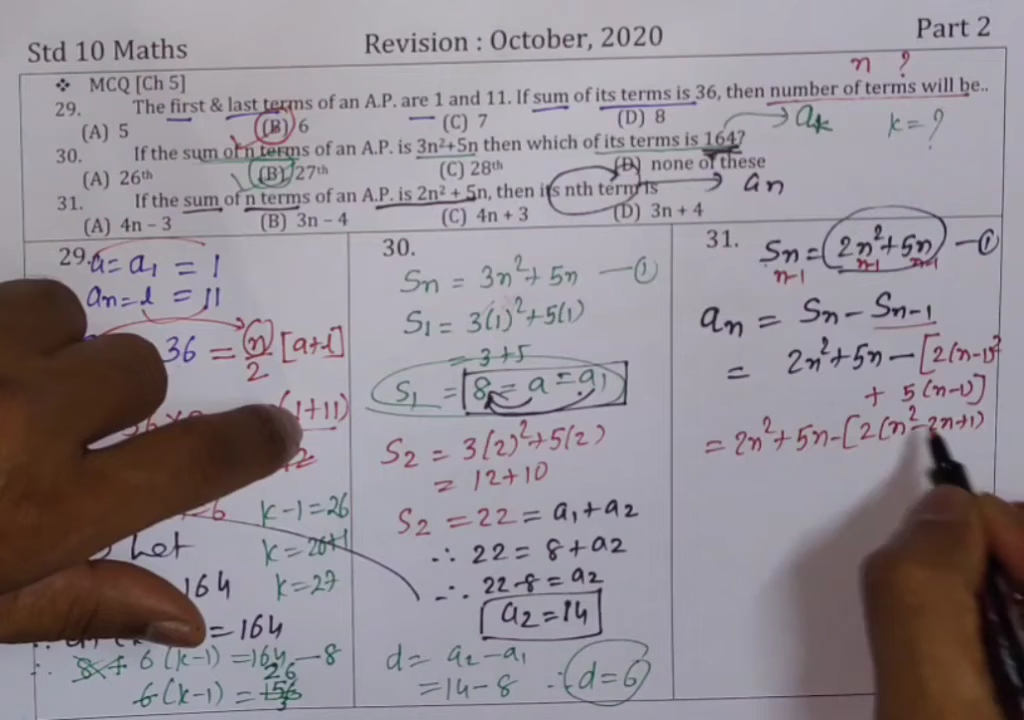 Std 10 Maths Revision : October, 2020 Part 2
❖ MCQ [Ch 5] n ?
29. The first & last terms of an A.P. are 1 and 11. If sum of its terms is 36, then number of terms will be..
(A) 5 (B) 6 (C) 7 (D) 8 ak k = ?
30. If the sum of n terms of an A.P. is 3n²+5n then which of its terms is 164?
(A) 26th (B) 27th (C) 28th (D) none of these
31. If the sum of n terms of an A.P. is 2n² + 5n, then its nth term is an
(A) 4n – 3 (B) 3n – 4 (C) 4n + 3 (D) 3n + 4
29.
a = a1 = 1
an = l = 11
36 = n/2 [a+l]
(1+11)
2
6 k-1=26
Let k = 26+1
164 k=27
= 164
∴ 8+ 6(k-1) = 164 - 8
26
6(k-1) = 156
30.
Sn = 3n²+5n — ①
S1 = 3(1)²+5(1)
= 3+5
S1 = 8 = a = a1
S2 = 3(2)²+5(2)
= 12+10
S2 = 22 = a1+a2
∴ 22 = 8+a2
∴ 22-8 = a2
a2 = 14
d = a2 - a1
= 14 - 8 ∴ d = 6
31.
Sn = 2n²+5n — ①
n-1 n-1 n-1
an = Sn - Sn-1
= 2n²+5n - [2(n-1)²
+ 5(n-1)]
= 2n²+5n-[2(n²-2n+1)